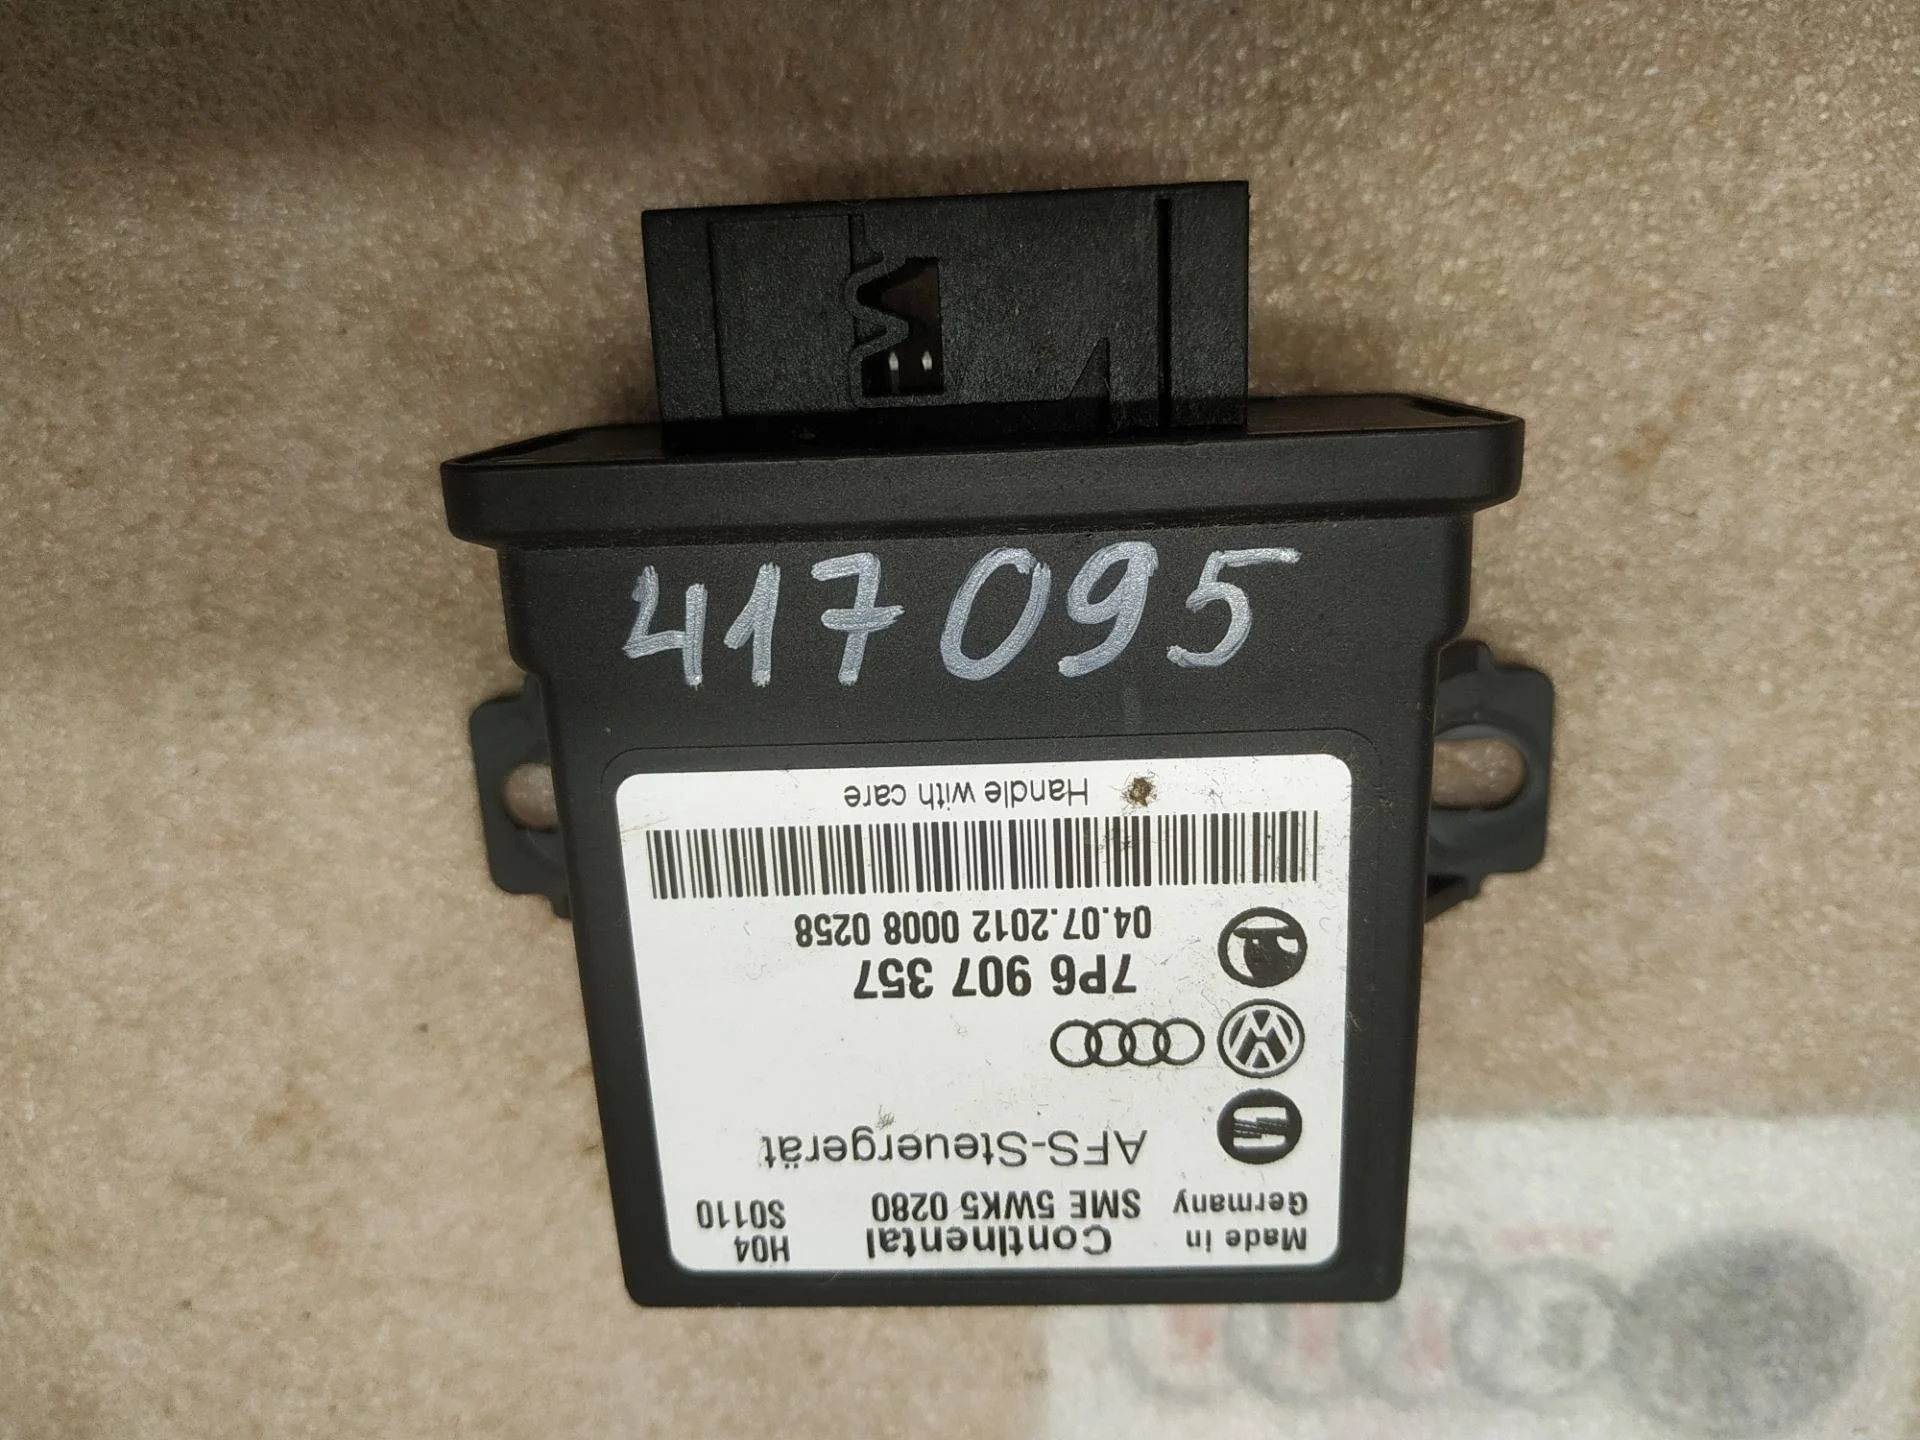 417095
Made in Germany
Continental
SME 5WK5 0280
H04
S0110
AFS-Steuergerät
7P6 907 357
04.07.2012 0008 0258
Handle with care